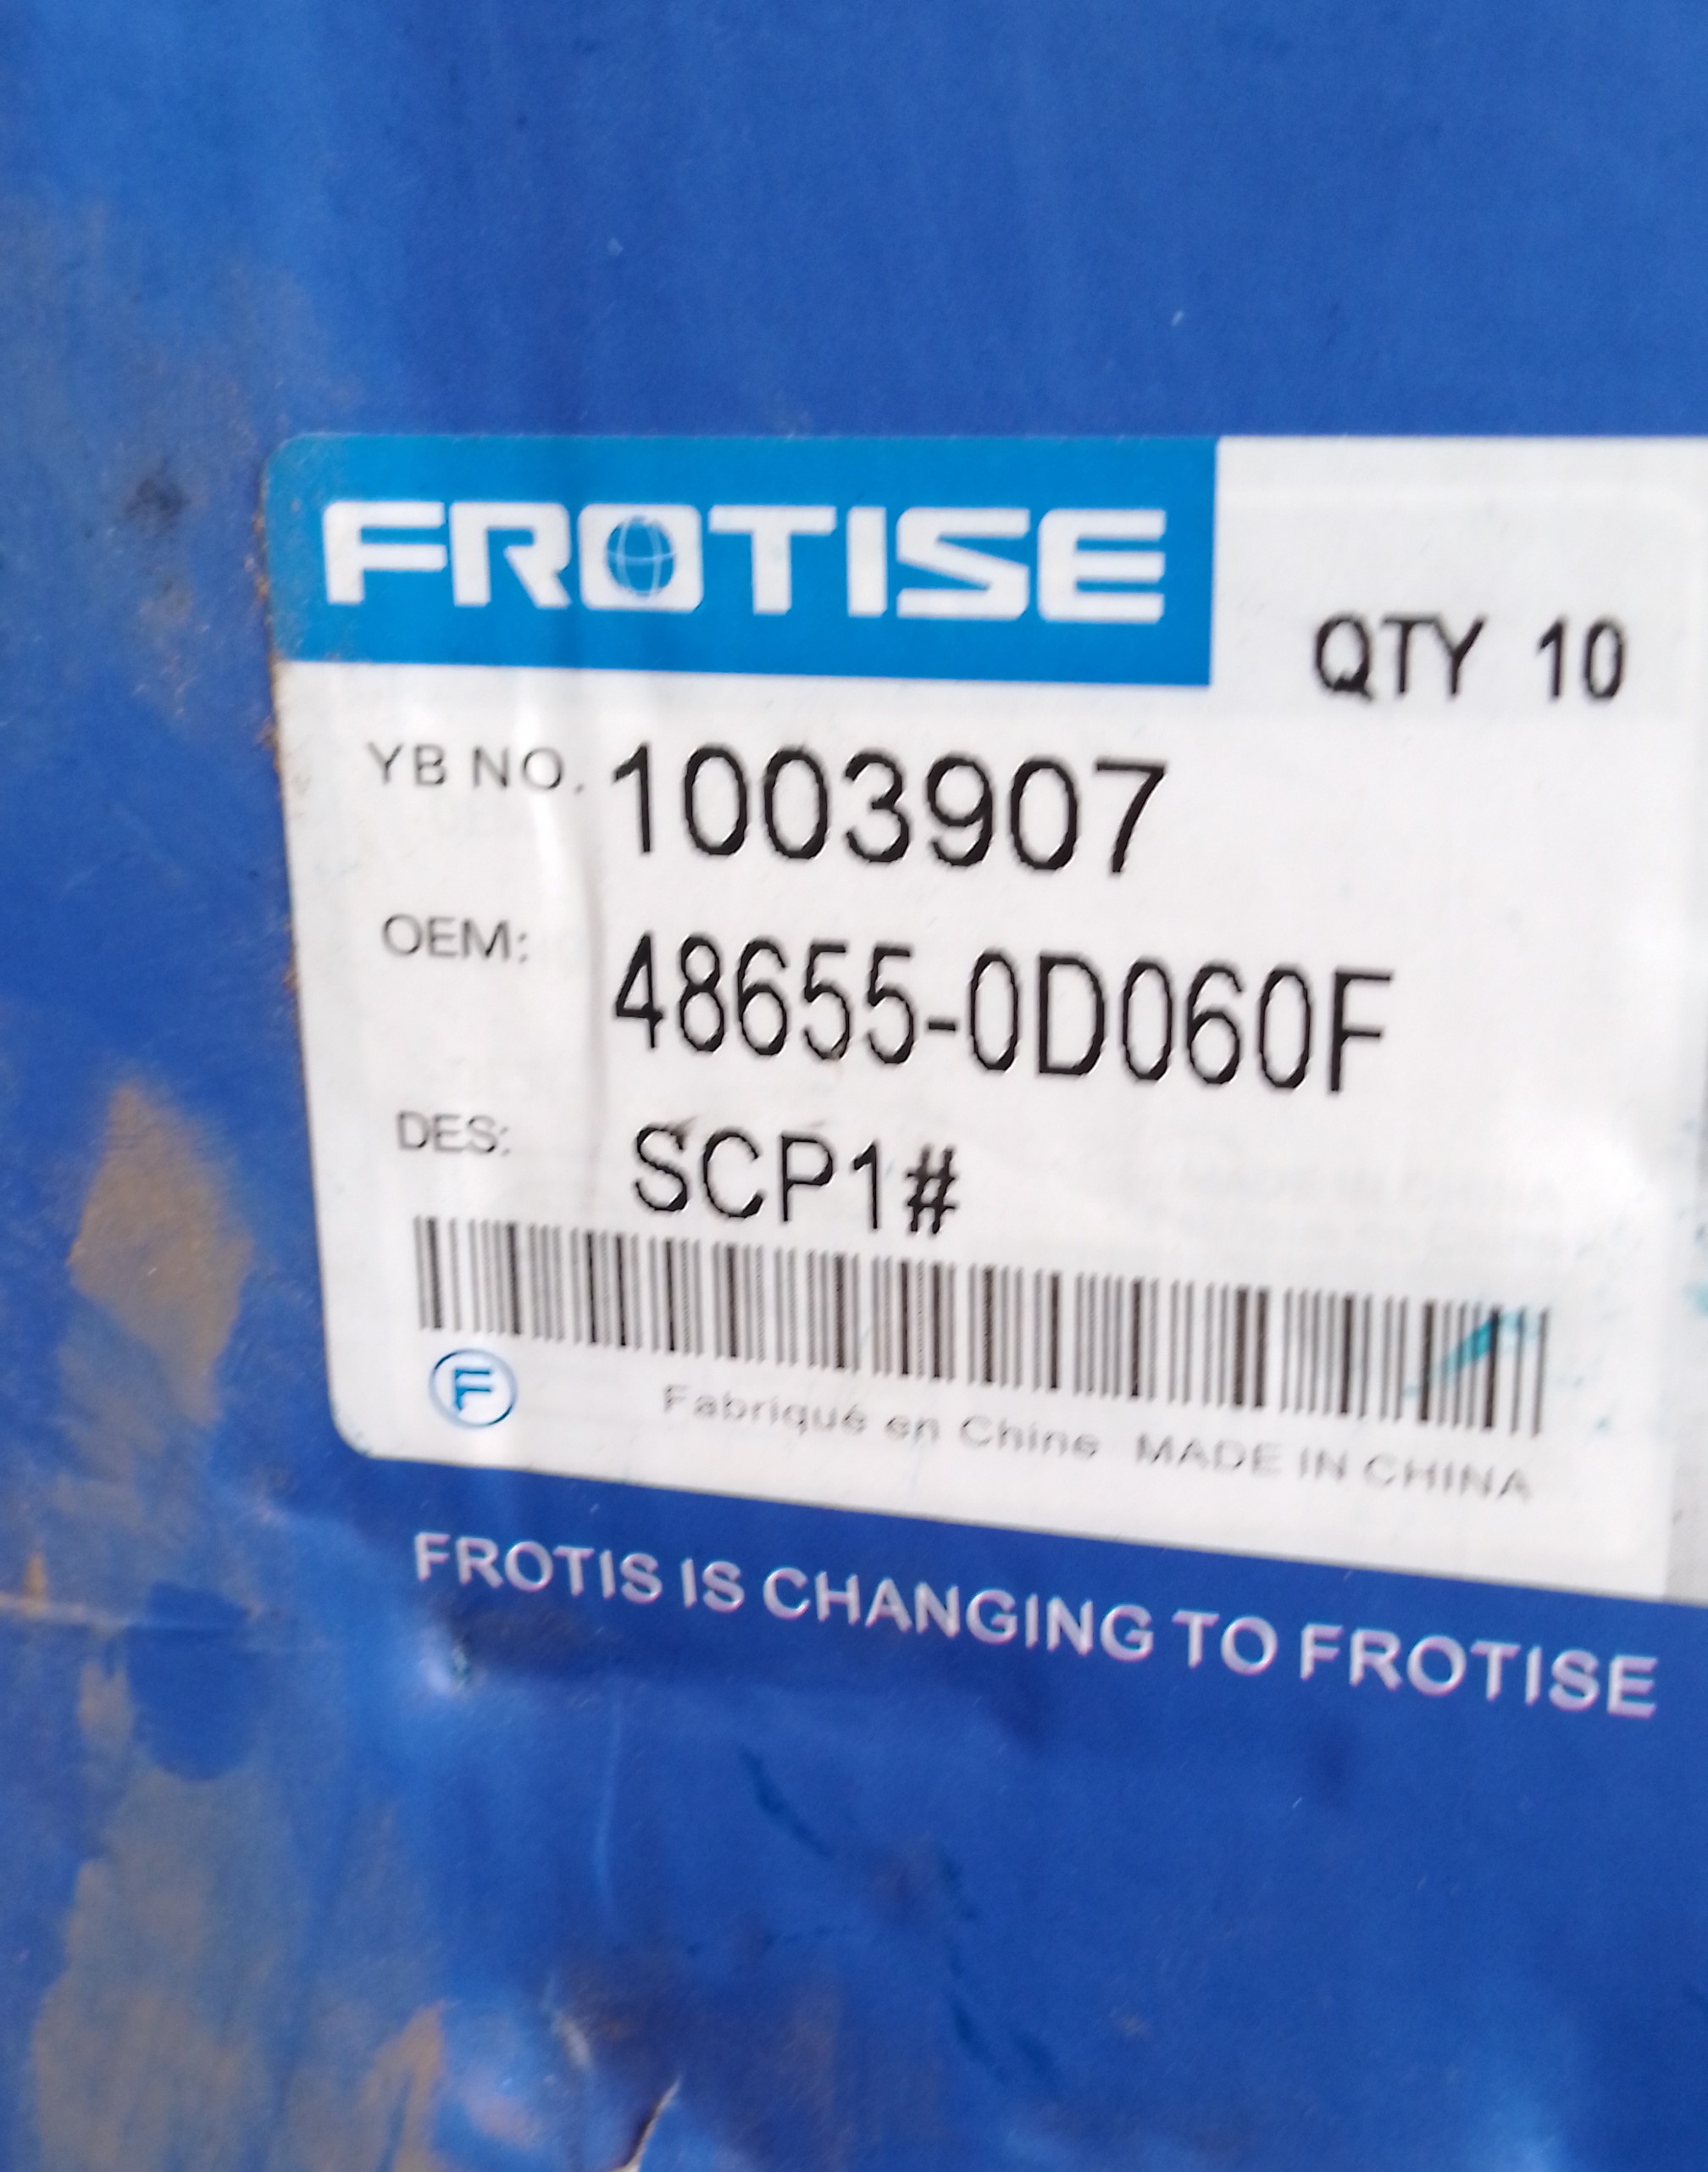 FROTISE
QTY 10
YB NO. 1003907
OEM: 48655-0D060F
DES: SCP1#
F
Fabriqué en Chine MADE IN CHINA
FROTIS IS CHANGING TO FROTISE